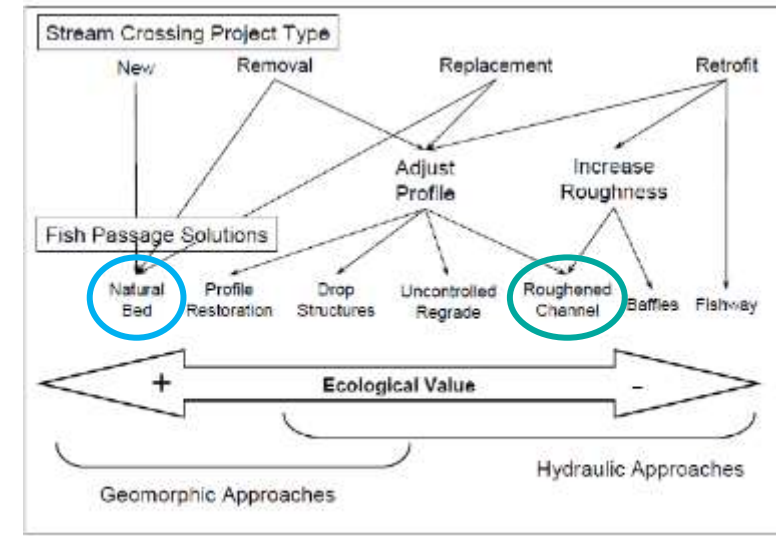 Stream Crossing Project Type
New
Removal
Replacement
Retrofit
Adjust
Profile
Increase
Roughness
Fish Passage Solutions
Natural
Bed
Profile
Restoration
Drop
Structures
Uncontrolled
Regrade
Roughened
Channel
Baffles
Fishway
+
Ecological Value
-
Hydraulic Approaches
Geomorphic Approaches